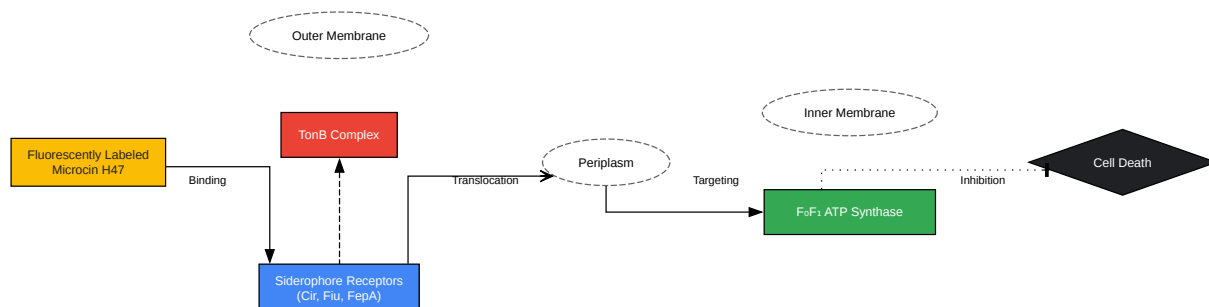 Outer Membrane
Inner Membrane
TonB Complex
Fluorescently Labeled
Microcin H47
Binding
Translocation
Periplasm
Targeting
Cell Death
Inhibition
F₀F₁ ATP Synthase
Siderophore Receptors
(Cir, Fiu, FepA)